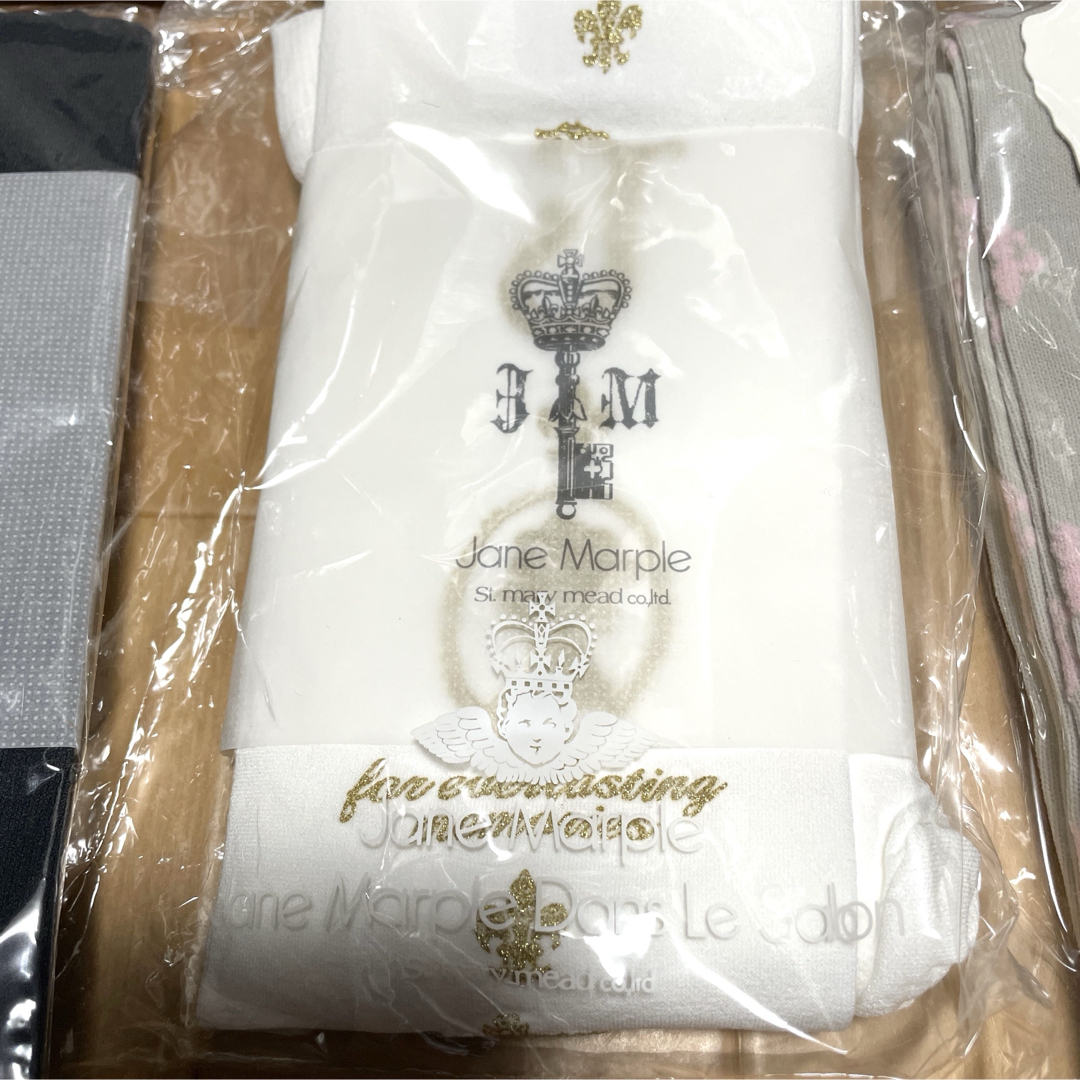 J M
Jane Marple
St. mary mead co.,ltd.
for everlasting
Jane Marple
Jane Marple Dans Le Salon
St. mary mead co.,ltd